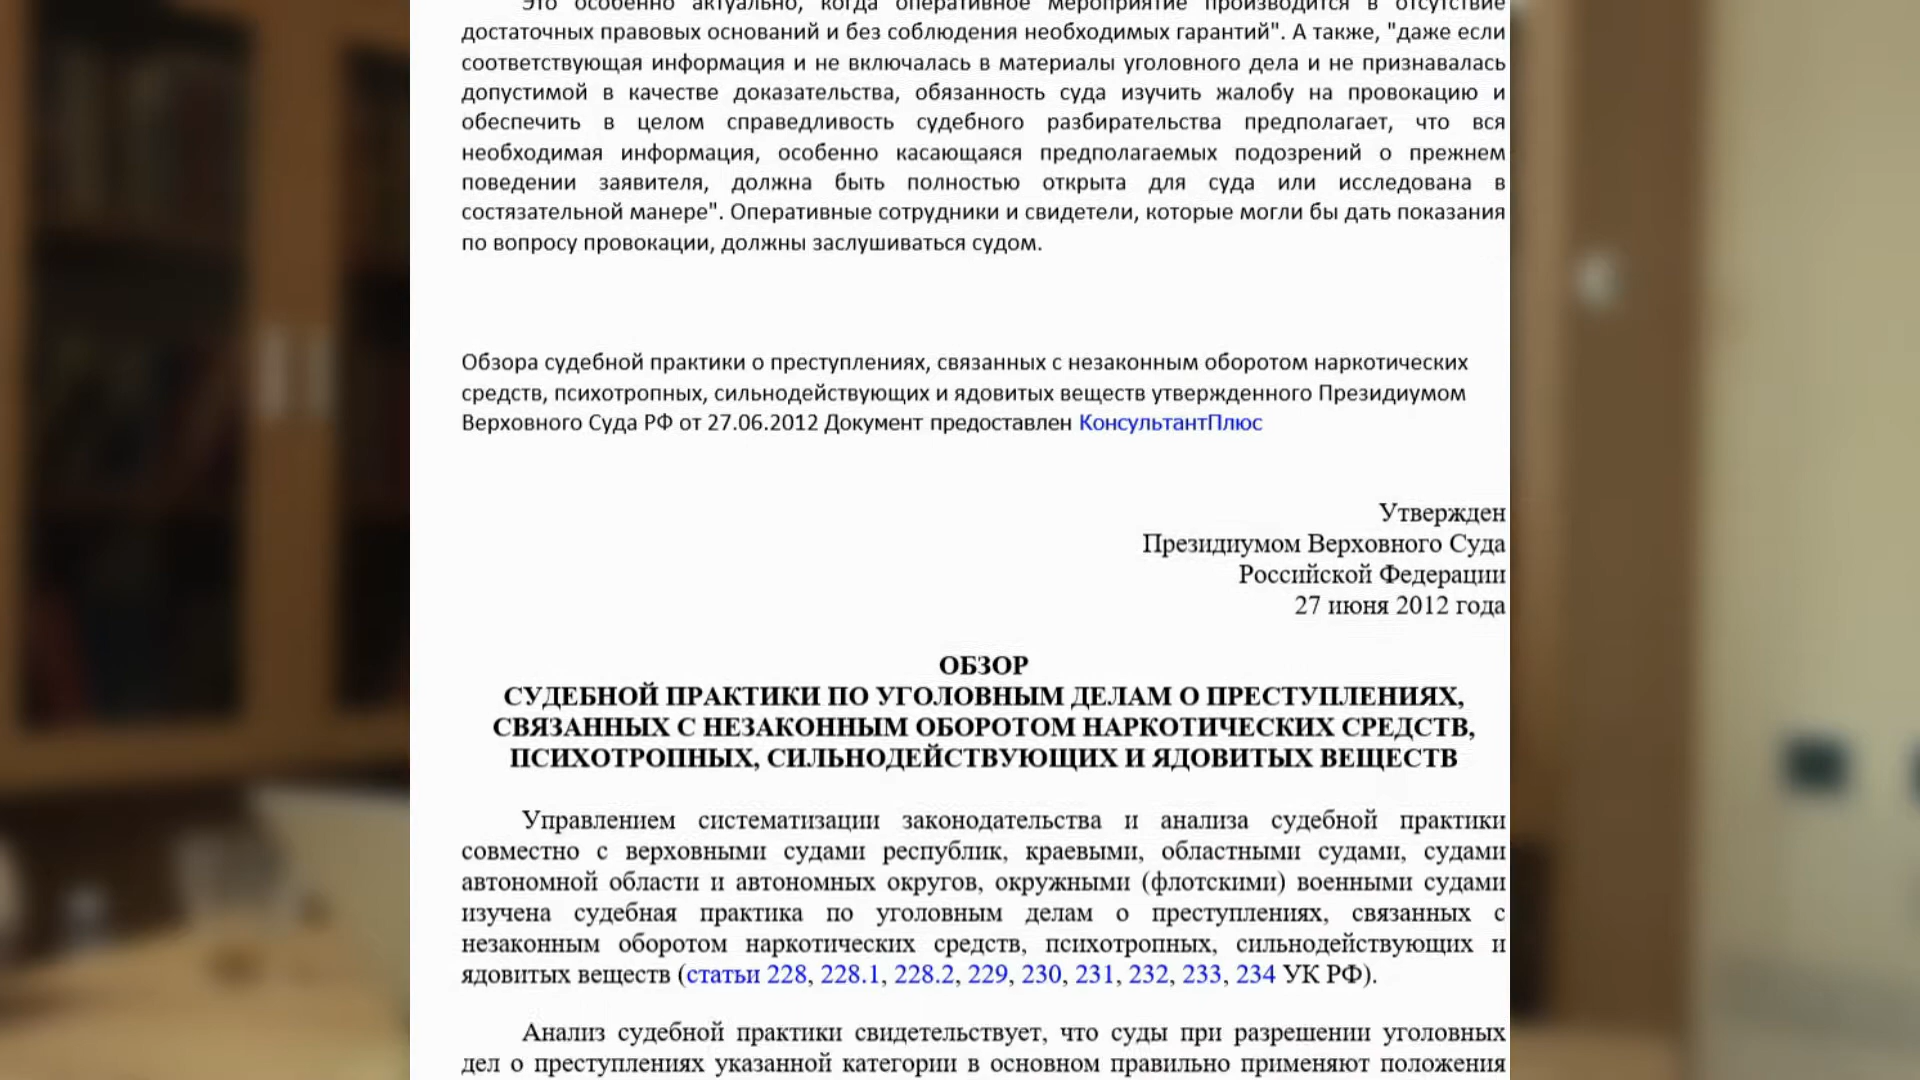 Это особенно актуально, когда оперативное мероприятие производится в отсутствие
достаточных правовых оснований и без соблюдения необходимых гарантий". А также, "даже если
соответствующая информация и не включалась в материалы уголовного дела и не признавалась
допустимой в качестве доказательства, обязанность суда изучить жалобу на провокацию и
обеспечить в целом справедливость судебного разбирательства предполагает, что вся
необходимая информация, особенно касающаяся предполагаемых подозрений о прежнем
поведении заявителя, должна быть полностью открыта для суда или исследована в
состязательной манере". Оперативные сотрудники и свидетели, которые могли бы дать показания
по вопросу провокации, должны заслушиваться судом.
Обзора судебной практики о преступлениях, связанных с незаконным оборотом наркотических
средств, психотропных, сильнодействующих и ядовитых веществ утвержденного Президиумом
Верховного Суда РФ от 27.06.2012 Документ предоставлен КонсультантПлюс
Утвержден
Президиумом Верховного Суда
Российской Федерации
27 июня 2012 года
ОБЗОР
СУДЕБНОЙ ПРАКТИКИ ПО УГОЛОВНЫМ ДЕЛАМ О ПРЕСТУПЛЕНИЯХ,
СВЯЗАННЫХ С НЕЗАКОННЫМ ОБОРОТОМ НАРКОТИЧЕСКИХ СРЕДСТВ,
ПСИХОТРОПНЫХ, СИЛЬНОДЕЙСТВУЮЩИХ И ЯДОВИТЫХ ВЕЩЕСТВ
Управлением систематизации законодательства и анализа судебной практики
совместно с верховными судами республик, краевыми, областными судами, судами
автономной области и автономных округов, окружными (флотскими) военными судами
изучена судебная практика по уголовным делам о преступлениях, связанных с
незаконным оборотом наркотических средств, психотропных, сильнодействующих и
ядовитых веществ (статьи 228, 228.1, 228.2, 229, 230, 231, 232, 233, 234 УК РФ).
Анализ судебной практики свидетельствует, что суды при разрешении уголовных
дел о преступлениях указанной категории в основном правильно применяют положения